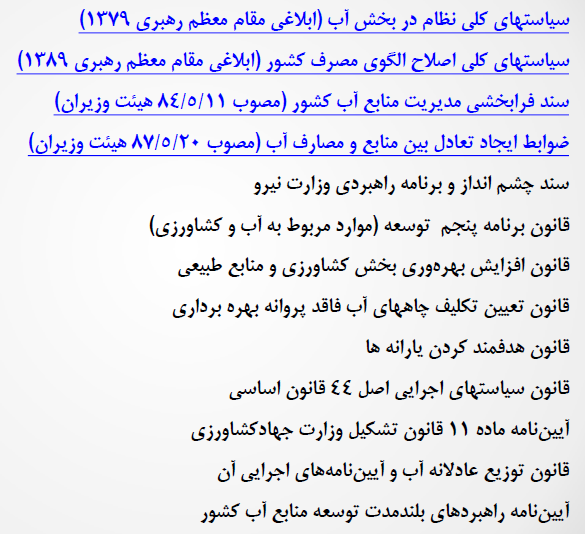 سیاستهای کلی نظام در بخش آب (ابلاغی مقام معظم رهبری ۱۳۷۹)
سیاستهای کلی اصلاح الگوی مصرف کشور (ابلاغی مقام معظم رهبری ۱۳۸۹)
سند فرابخشی مدیریت منابع آب کشور (مصوب ۸۴/۵/۱۱ هیئت وزیران)
ضوابط ایجاد تعادل بین منابع و مصارف آب (مصوب ۸۷/۵/۲۰ هیئت وزیران)
سند چشم انداز و برنامه راهبردی وزارت نیرو
قانون برنامه پنجم توسعه (موارد مربوط به آب و کشاورزی)
قانون افزایش بهره‌وری بخش کشاورزی و منابع طبیعی
قانون تعیین تکلیف چاههای آب فاقد پروانه بهره برداری
قانون هدفمند کردن یارانه ها
قانون سیاستهای اجرایی اصل ۴۴ قانون اساسی
آیین‌نامه ماده ۱۱ قانون تشکیل وزارت جهادکشاورزی
قانون توزیع عادلانه آب و آیین‌نامه‌های اجرایی آن
آیین‌نامه راهبردهای بلندمدت توسعه منابع آب کشور